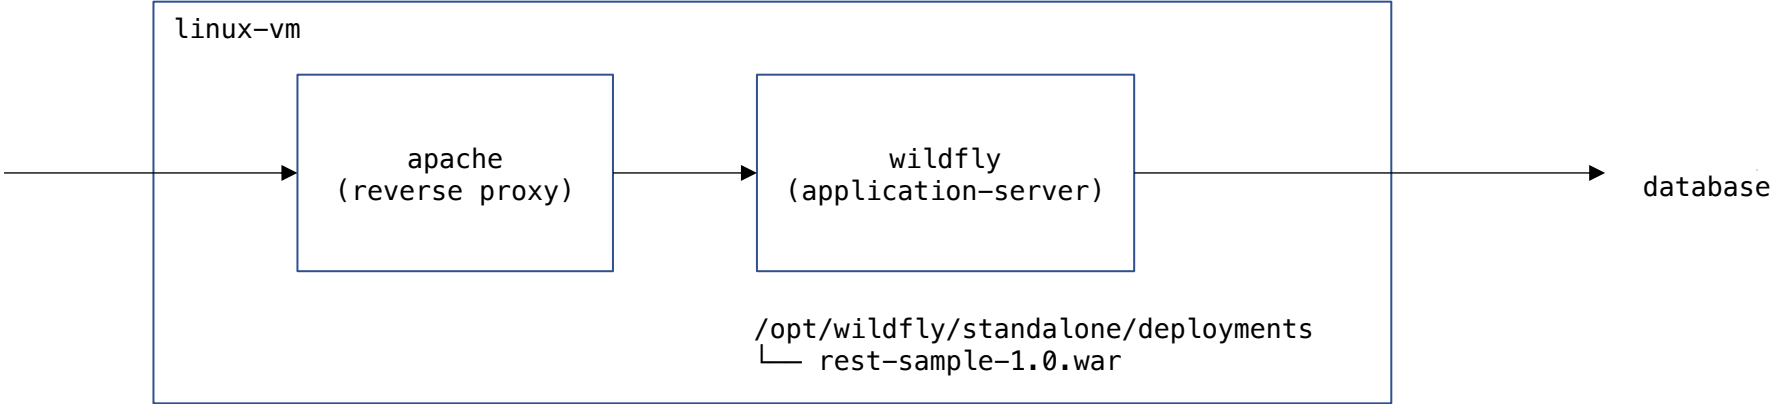 linux-vm
apache
(reverse proxy)
wildfly
(application-server)
database
/opt/wildfly/standalone/deployments
└── rest-sample-1.0.war